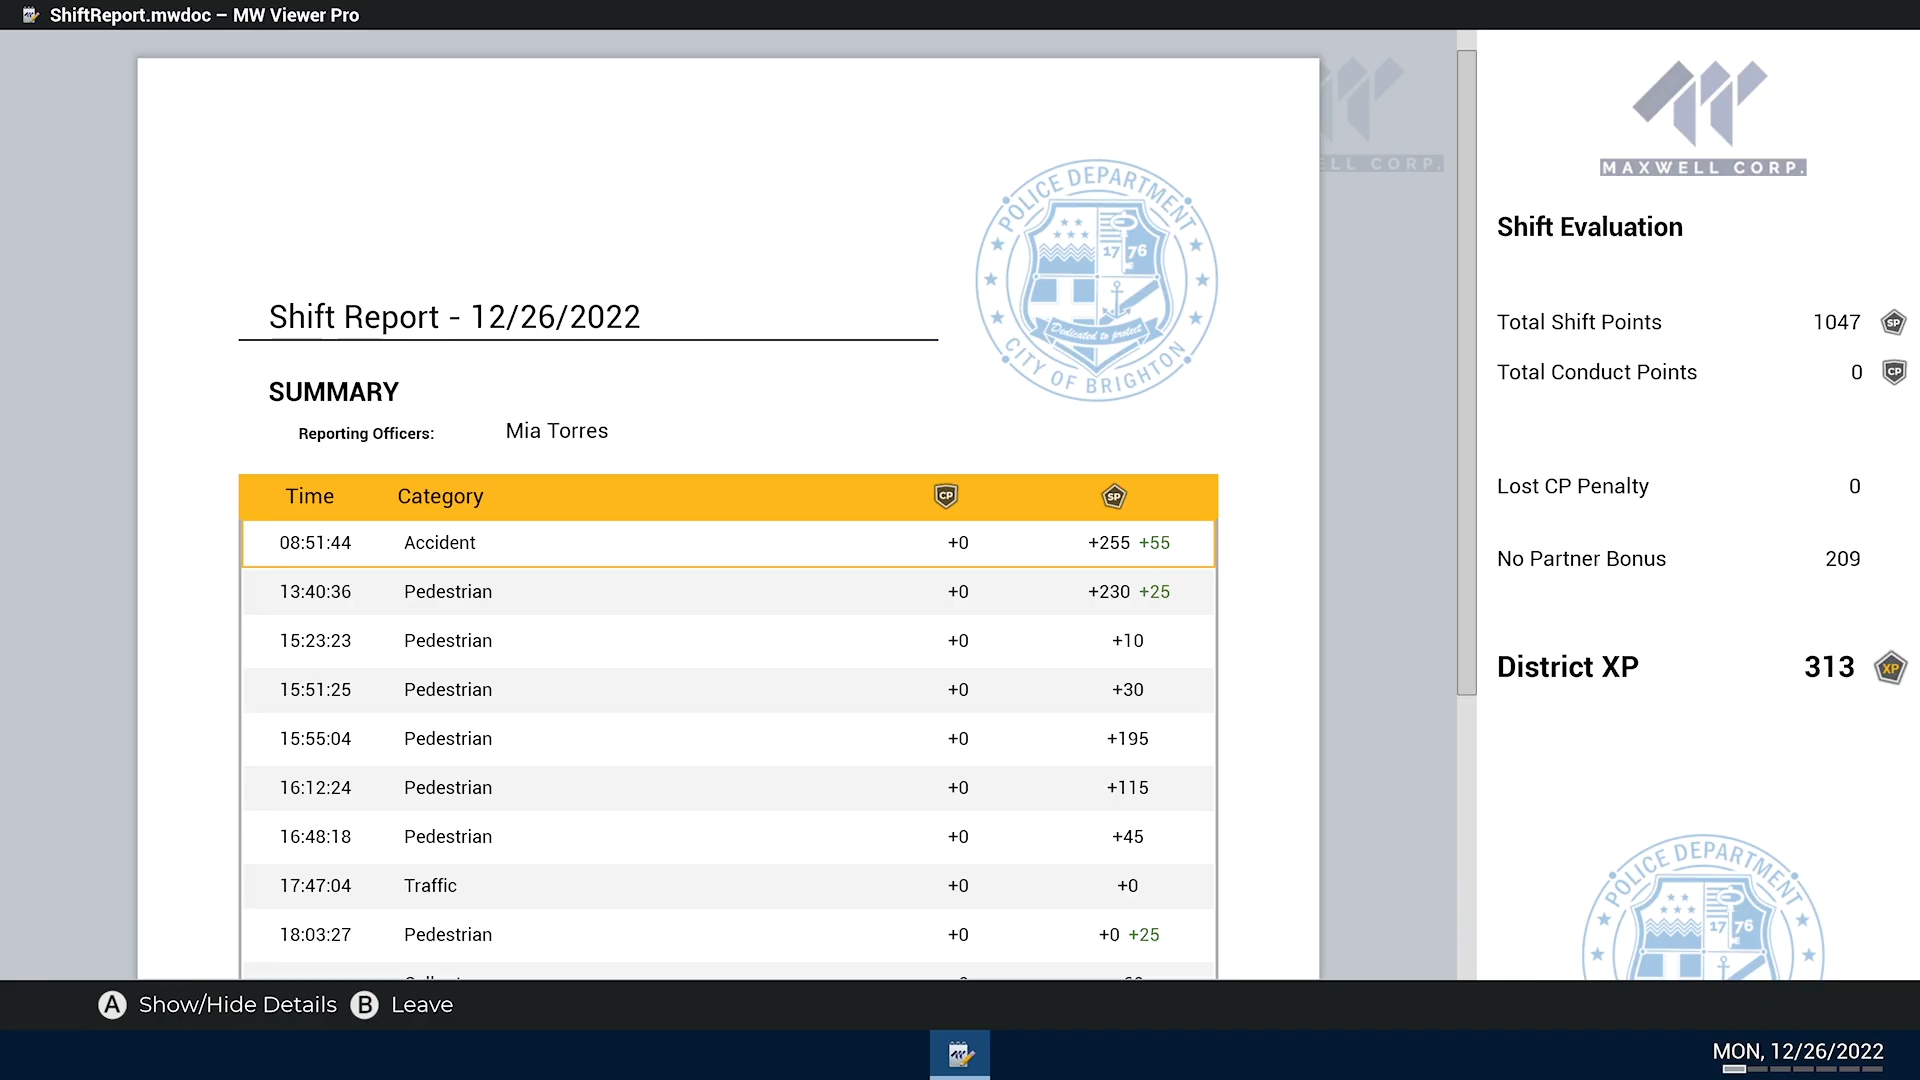 ShiftReport.mwdoc – MW Viewer Pro
ELL CORP.
MAXWELL CORP.
POLICE DEPARTMENT
1776
Dedicated to protect
CITY OF BRIGHTON
Shift Report - 12/26/2022
SUMMARY
Reporting Officers: Mia Torres
Time Category CP SP
08:51:44 Accident +0 +255 +55
13:40:36 Pedestrian +0 +230 +25
15:23:23 Pedestrian +0 +10
15:51:25 Pedestrian +0 +30
15:55:04 Pedestrian +0 +195
16:12:24 Pedestrian +0 +115
16:48:18 Pedestrian +0 +45
17:47:04 Traffic +0 +0
18:03:27 Pedestrian +0 +0 +25
Shift Evaluation
Total Shift Points 1047 SP
Total Conduct Points 0 CP
Lost CP Penalty 0
No Partner Bonus 209
District XP 313 XP
POLICE DEPARTMENT
1776
A Show/Hide Details B Leave
MON, 12/26/2022